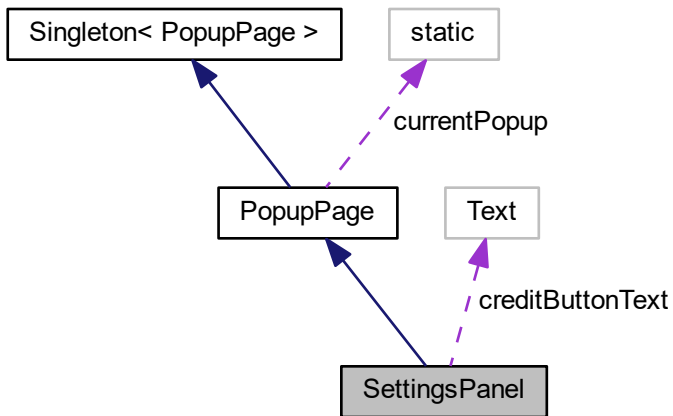 Singleton< PopupPage >
static
currentPopup
PopupPage
Text
creditButtonText
SettingsPanel